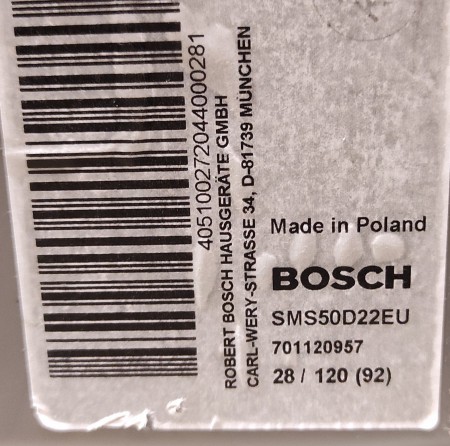 405100272044000281
ROBERT BOSCH HAUSGERÄTE GMBH
CARL-WERY-STRASSE 34, D-81739 MÜNCHEN
Made in Poland
BOSCH
SMS50D22EU
701120957
28 / 120 (92)